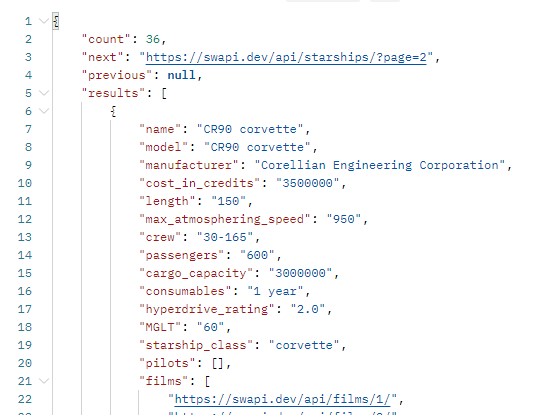 1 {
2 "count": 36,
3 "next": "https://swapi.dev/api/starships/?page=2",
4 "previous": null,
5 "results": [
6 {
7 "name": "CR90 corvette",
8 "model": "CR90 corvette",
9 "manufacturer": "Corellian Engineering Corporation",
10 "cost_in_credits": "3500000",
11 "length": "150",
12 "max_atmosphering_speed": "950",
13 "crew": "30-165",
14 "passengers": "600",
15 "cargo_capacity": "3000000",
16 "consumables": "1 year",
17 "hyperdrive_rating": "2.0",
18 "MGLT": "60",
19 "starship_class": "corvette",
20 "pilots": [],
21 "films": [
22 "https://swapi.dev/api/films/1/",